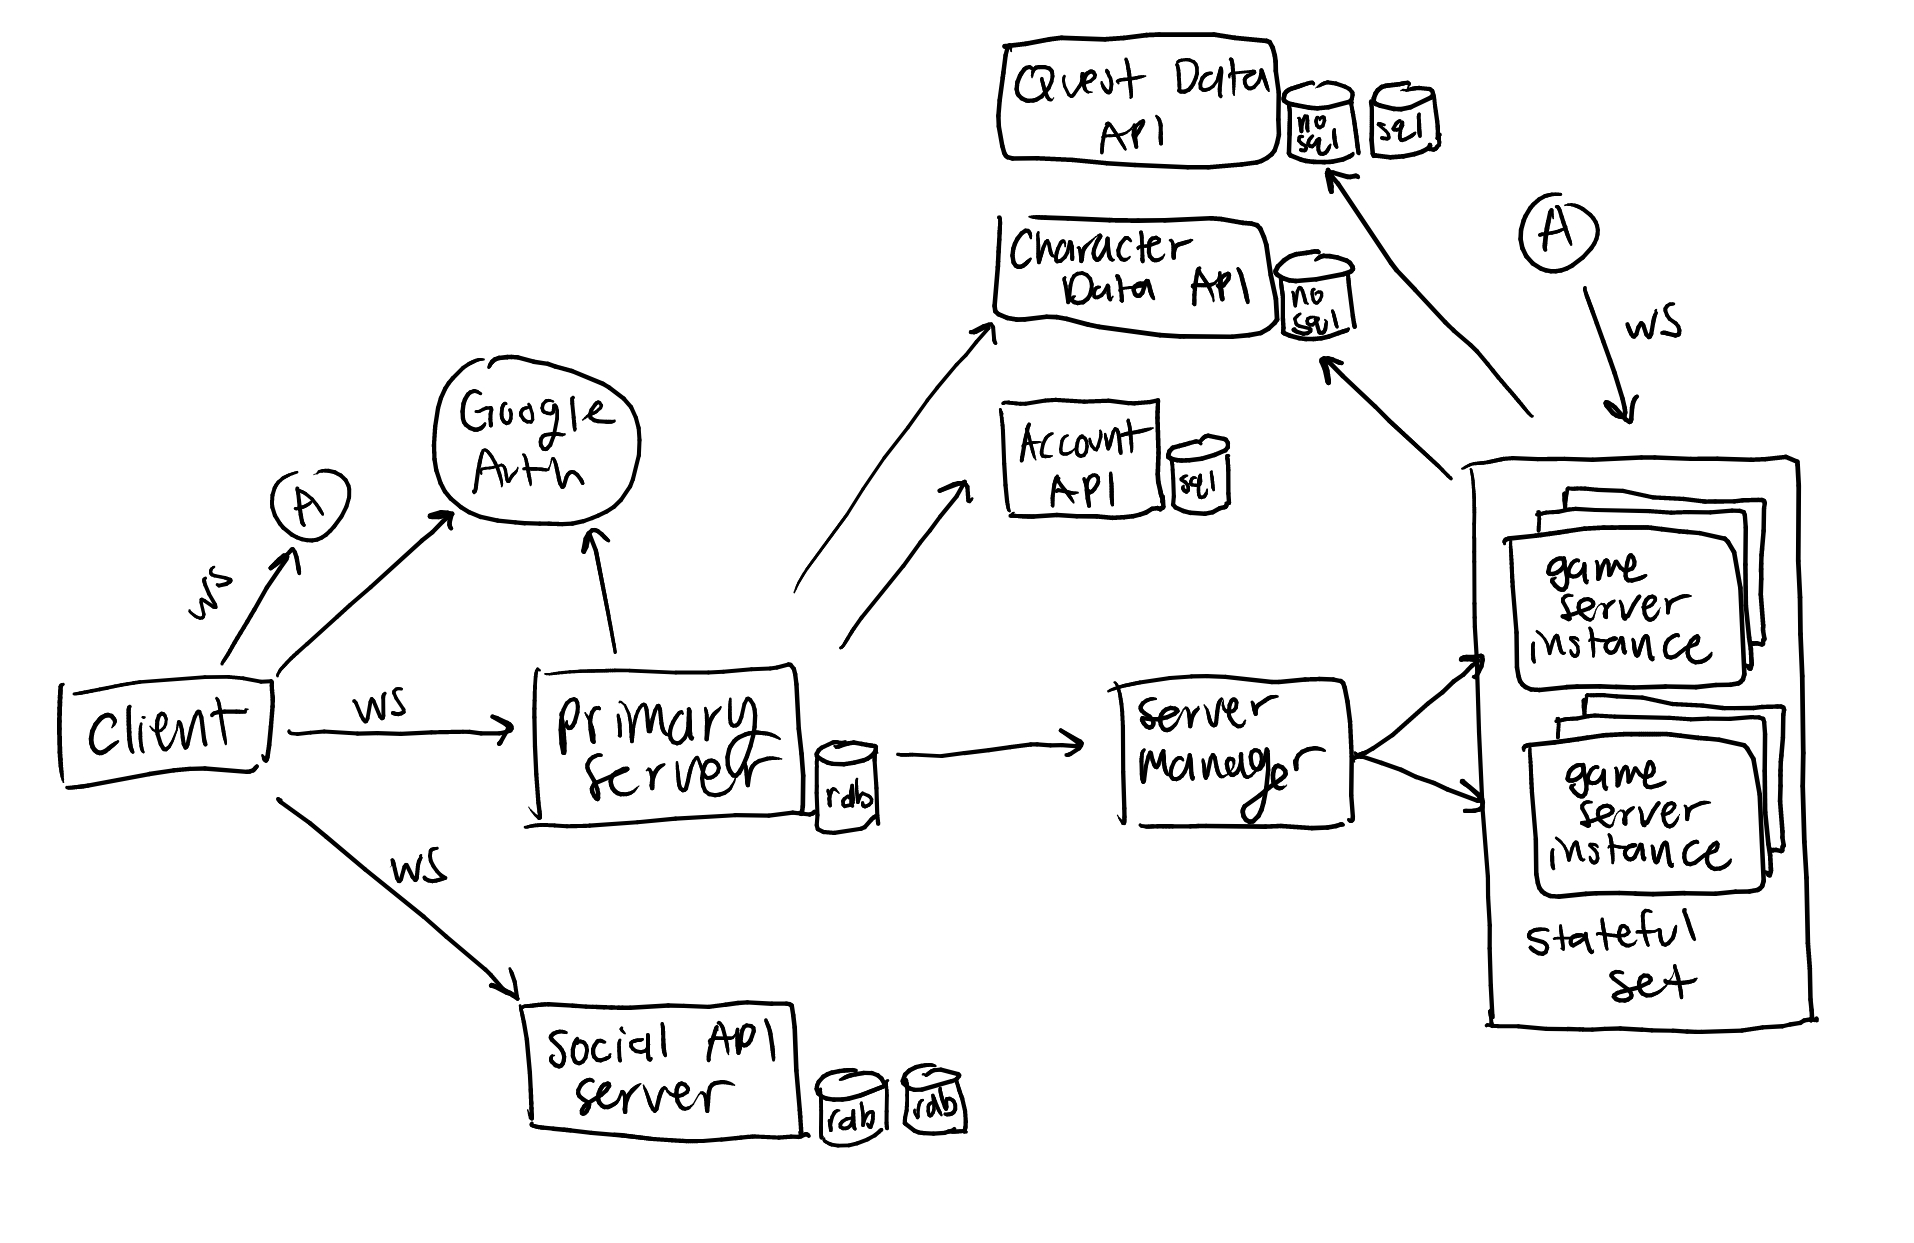 Quest Data
API
no
sql
sql
Character
Data API
no
sql
A
ws
Google
Auth
Account
API
sql
A
ws
client
ws
primary
server
rdb
server
manager
game
server
instance
game
server
instance
stateful
set
ws
Social API
server
rdb
rdb